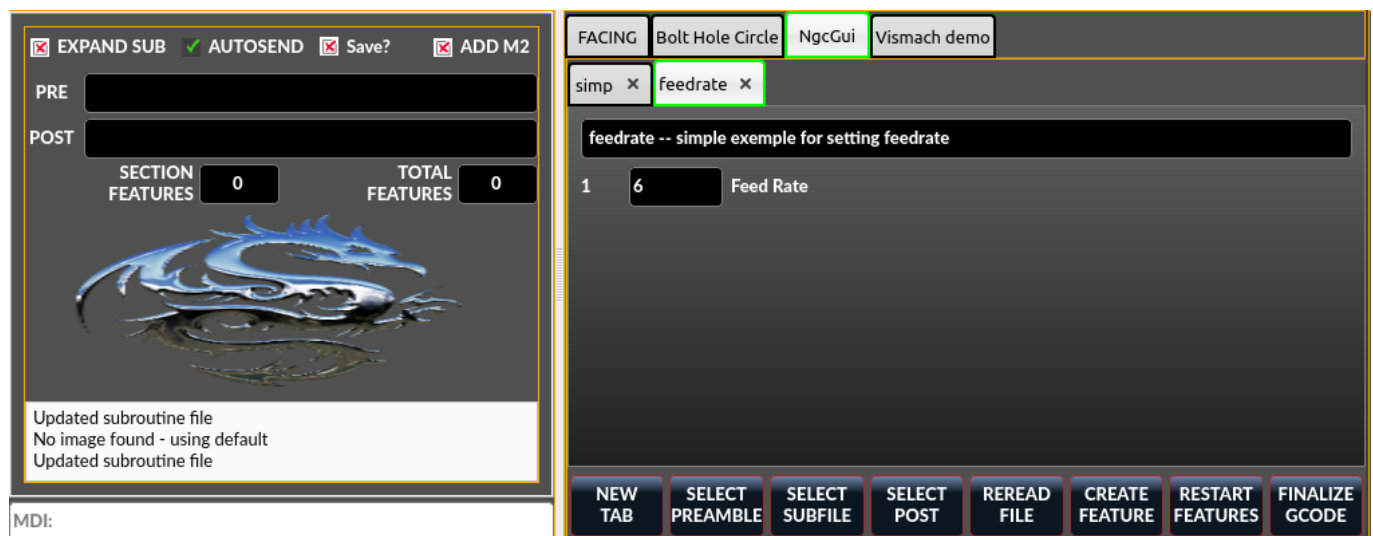 EXPAND SUB AUTOSEND Save? ADD M2
PRE
POST
SECTION
FEATURES
0
TOTAL
FEATURES
0
Updated subroutine file
No image found - using default
Updated subroutine file
MDI:
FACING Bolt Hole Circle NgcGui Vismach demo
simp feedrate
feedrate -- simple exemple for setting feedrate
1 6 Feed Rate
NEW
TAB
SELECT
PREAMBLE
SELECT
SUBFILE
SELECT
POST
REREAD
FILE
CREATE
FEATURE
RESTART
FEATURES
FINALIZE
GCODE